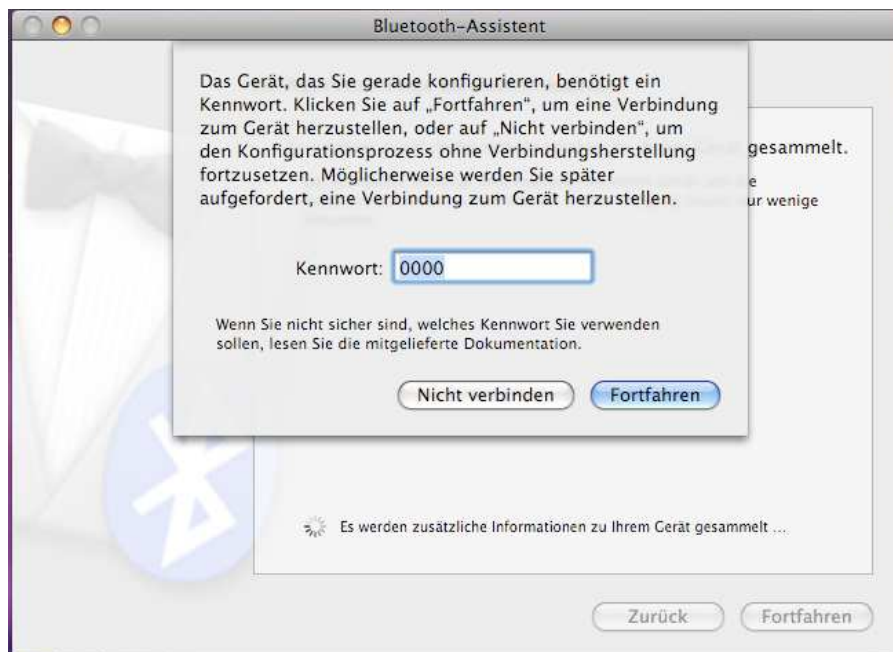 Bluetooth-Assistent
Das Gerät, das Sie gerade konfigurieren, benötigt ein
Kennwort. Klicken Sie auf „Fortfahren“, um eine Verbindung
zum Gerät herzustellen, oder auf „Nicht verbinden“, um
den Konfigurationsprozess ohne Verbindungsherstellung
fortzusetzen. Möglicherweise werden Sie später
aufgefordert, eine Verbindung zum Gerät herzustellen.
gesammelt.
ur wenige
Kennwort: 0000
Wenn Sie nicht sicher sind, welches Kennwort Sie verwenden
sollen, lesen Sie die mitgelieferte Dokumentation.
Nicht verbinden Fortfahren
Es werden zusätzliche Informationen zu Ihrem Gerät gesammelt ...
Zurück Fortfahren